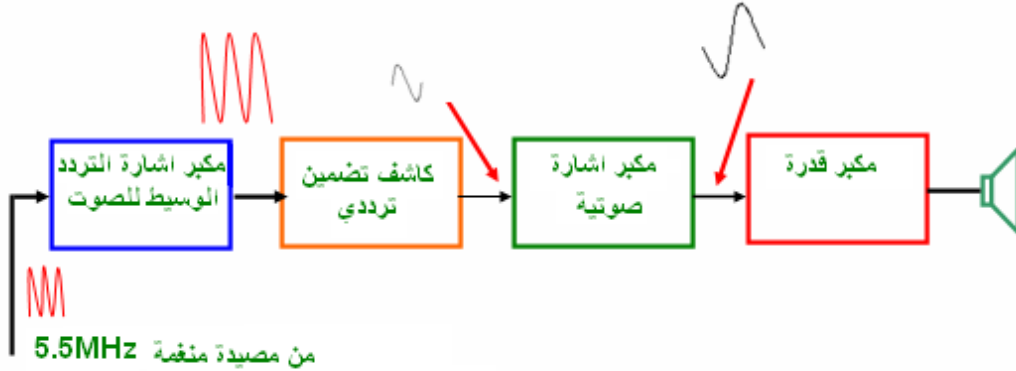 مكبر اشارة التردد
الوسيط للصوت
كاشف تضمين
ترددي
مكبر اشارة
صوتية
مكبر قدرة
من مصيدة منغمة 5.5MHz